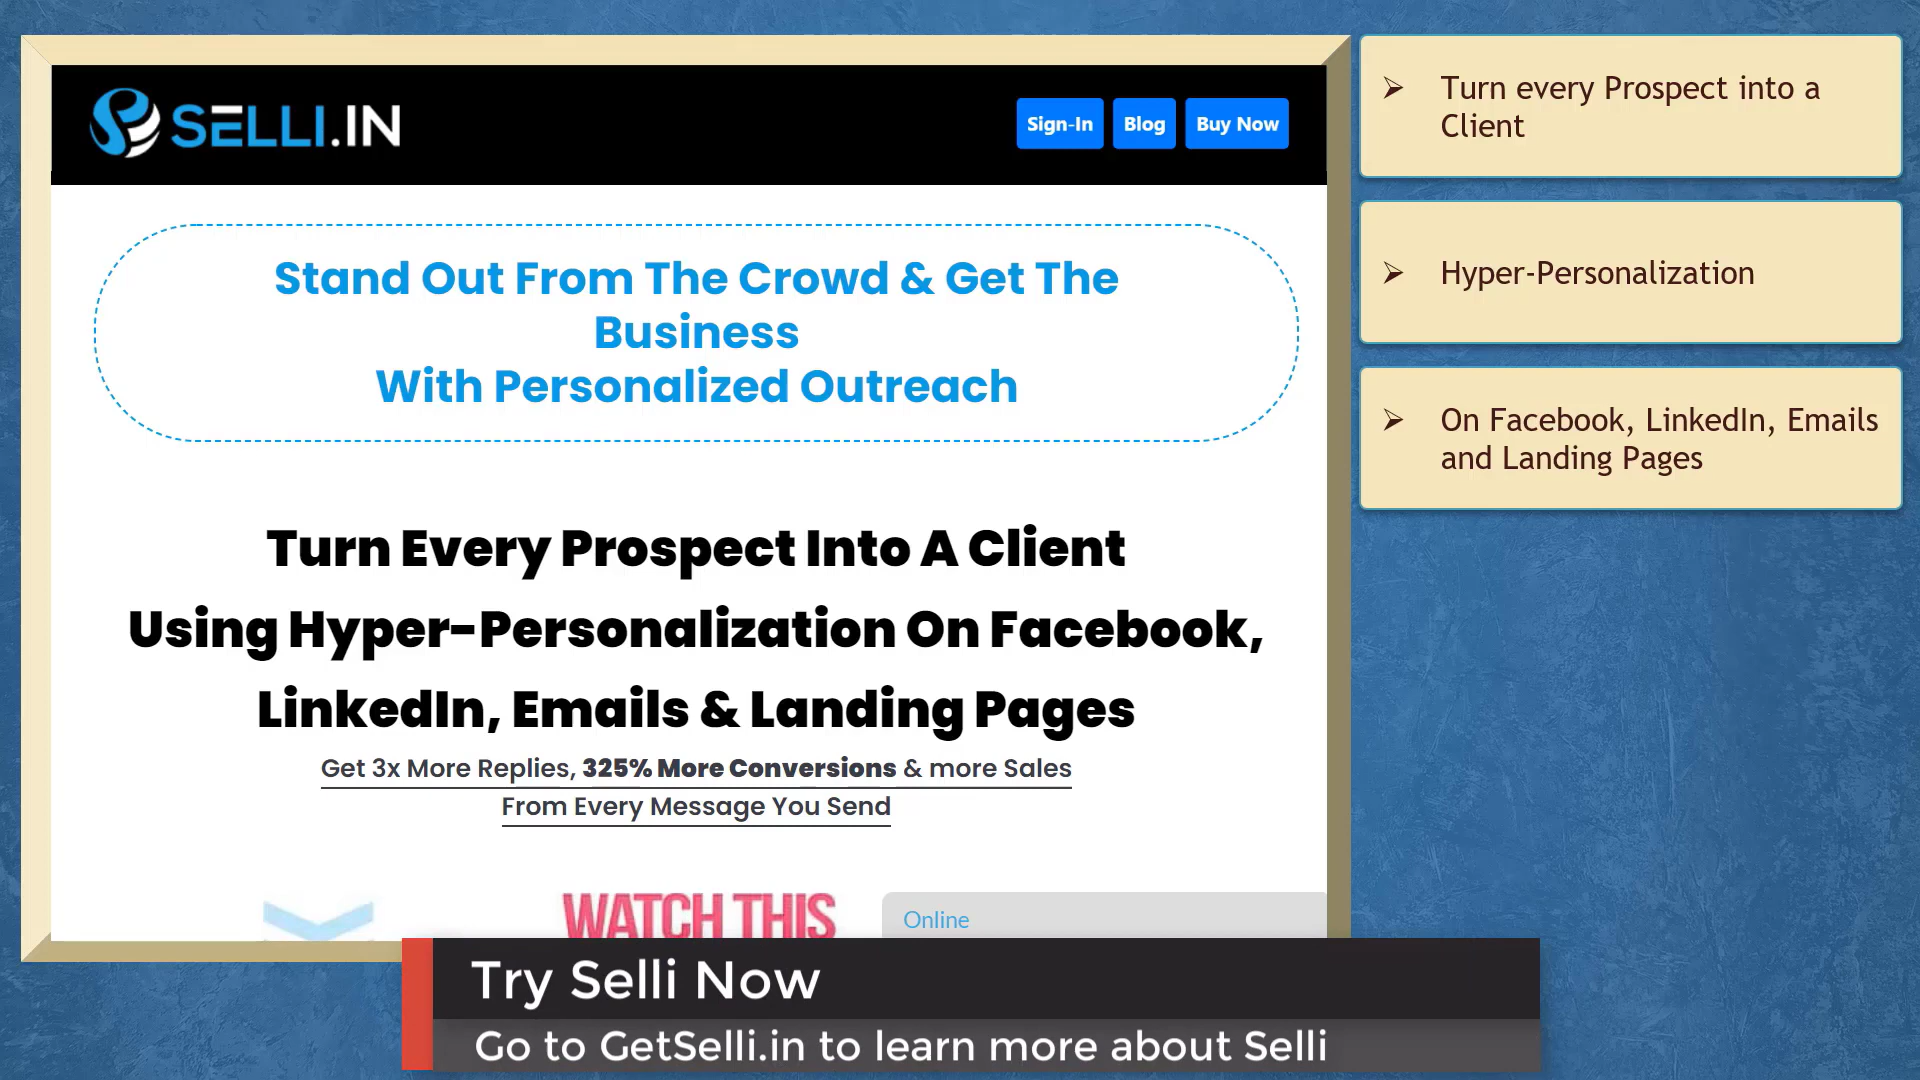 SELLI.IN
Sign-In
Blog
Buy Now
Stand Out From The Crowd & Get The
Business
With Personalized Outreach
Turn Every Prospect Into A Client
Using Hyper-Personalization On Facebook,
LinkedIn, Emails & Landing Pages
Get 3x More Replies, 325% More Conversions & more Sales
From Every Message You Send
WATCH THIS
Online
Turn every Prospect into a
Client
Hyper-Personalization
On Facebook, LinkedIn, Emails
and Landing Pages
Try Selli Now
Go to GetSelli.in to learn more about Selli